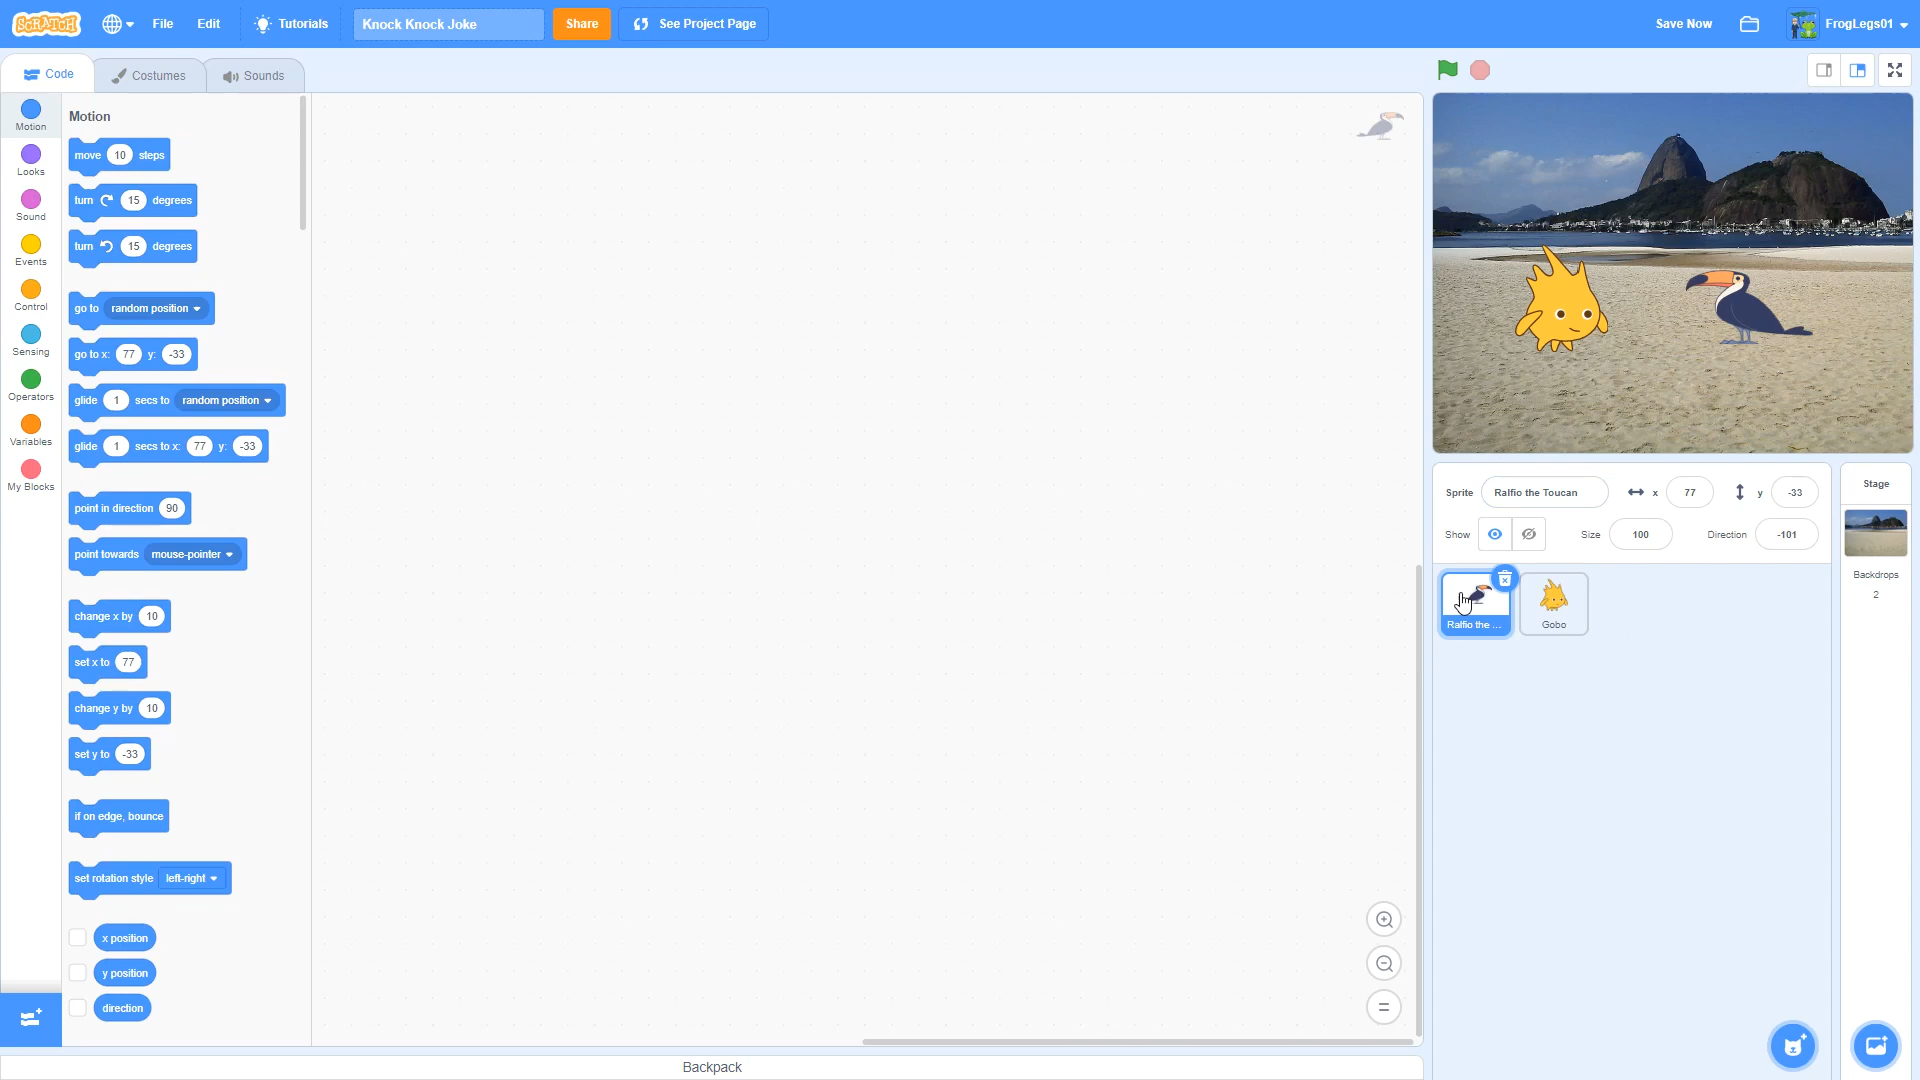 SCRATCH
File
Edit
Tutorials
Knock Knock Joke
Share
See Project Page
Save Now
FrogLegs01
Code
Costumes
Sounds
Motion
Looks
Sound
Events
Control
Sensing
Operators
Variables
My Blocks
Motion
move 10 steps
turn 15 degrees
turn 15 degrees
go to random position
go to x: 77 y: -33
glide 1 secs to random position
glide 1 secs to x: 77 y: -33
point in direction 90
point towards mouse-pointer
change x by 10
set x to 77
change y by 10
set y to -33
if on edge, bounce
set rotation style left-right
x position
y position
direction
Backpack
Sprite Ralfio the Toucan x 77 y -33
Show Size 100 Direction -101
Ralfio the ...
Gobo
Stage
Backdrops
2